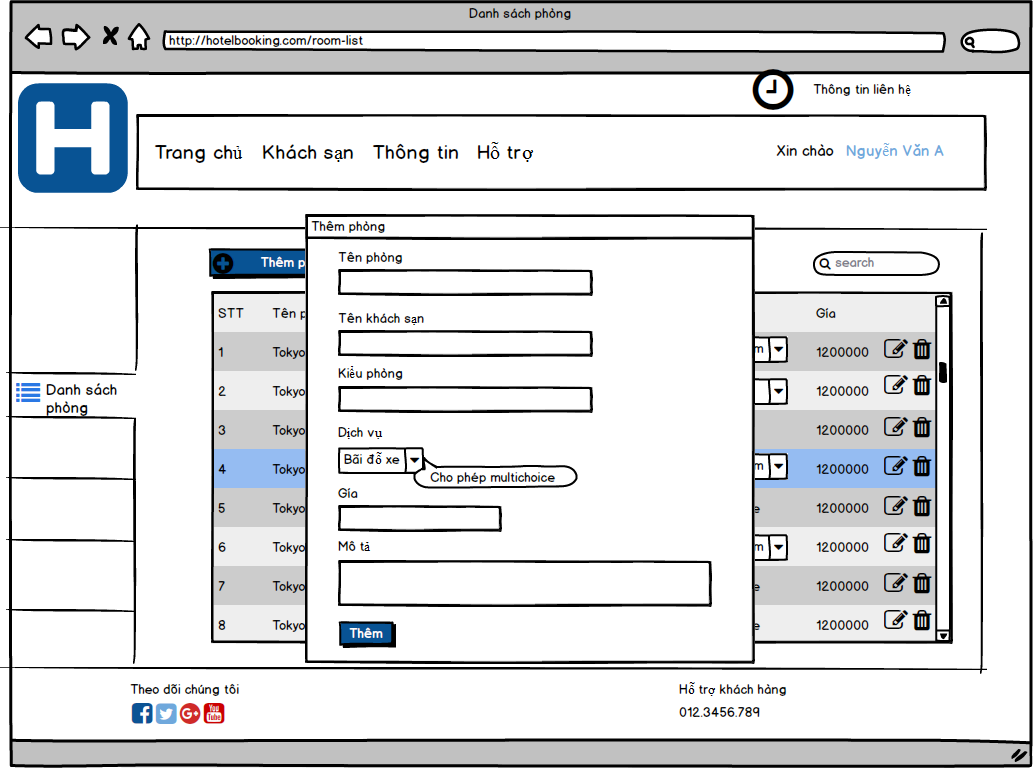 Danh sách phòng
http://hotelbooking.com/room-list
Thông tin liên hệ
H
Trang chủ Khách sạn Thông tin Hỗ trợ
Xin chào Nguyễn Văn A
Thêm phòng
Tên phòng
Tên khách sạn
Kiểu phòng
Dịch vụ
Bãi đỗ xe
Cho phép multichoice
Gía
Mô tả
Thêm
Thêm p
search
STT Tên p Gía
1 Tokyo m 1200000
2 Tokyo 1200000
3 Tokyo 1200000
4 Tokyo m 1200000
5 Tokyo e 1200000
6 Tokyo m 1200000
7 Tokyo e 1200000
8 Tokyo e 1200000
Danh sách
phòng
Theo dõi chúng tôi
You
Tube
Hỗ trợ khách hàng
012.3456.789